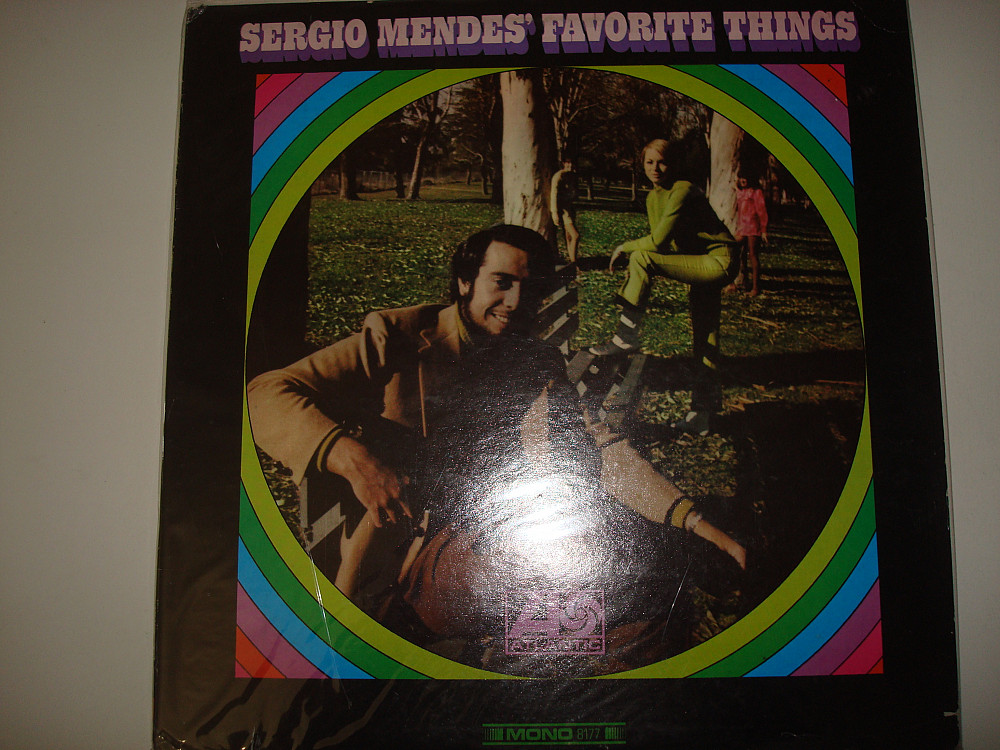 SERGIO MENDES' FAVORITE THINGS
ATLANTIC
MONO 8177